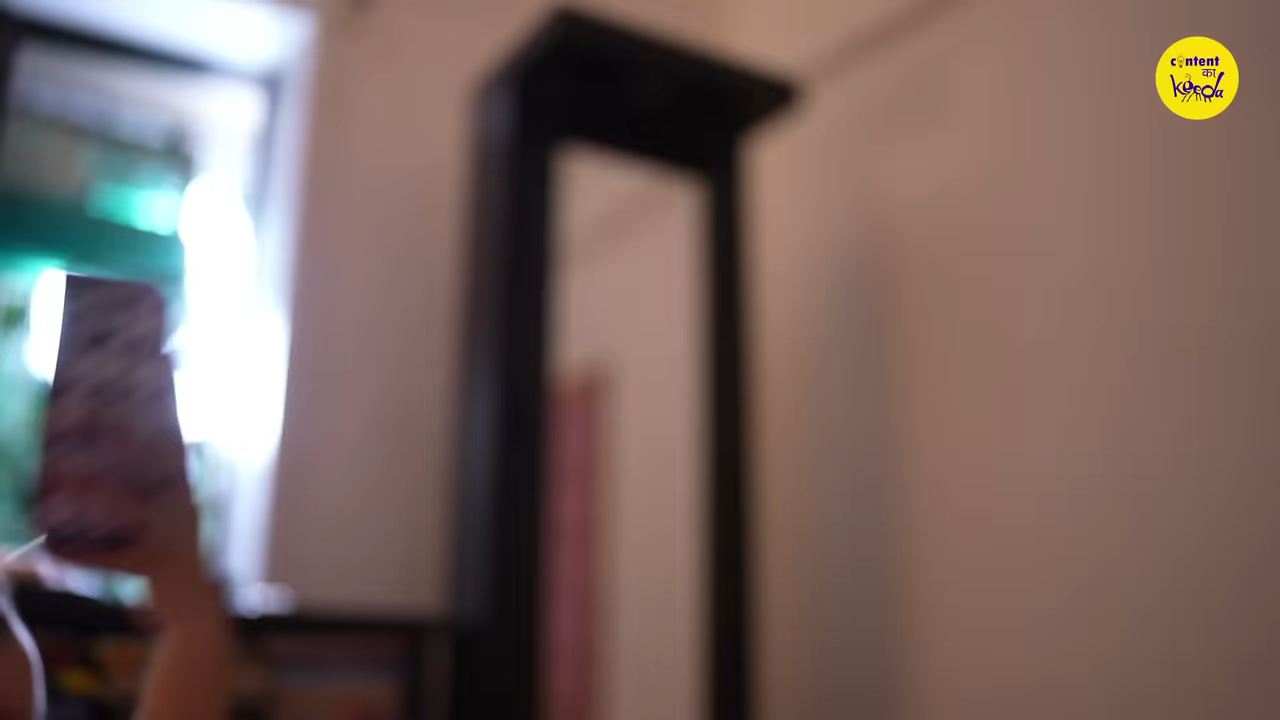 content
का
keeda